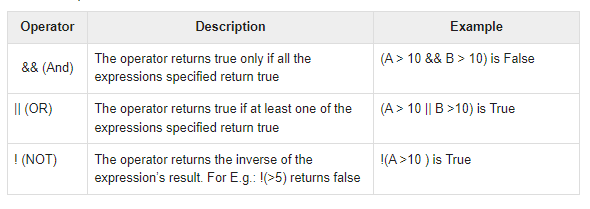 Operator Description Example
&& (And) The operator returns true only if all the expressions specified return true (A > 10 && B > 10) is False
|| (OR) The operator returns true if at least one of the expressions specified return true (A > 10 || B >10) is True
! (NOT) The operator returns the inverse of the expression's result. For E.g.: !(>5) returns false !(A >10 ) is True